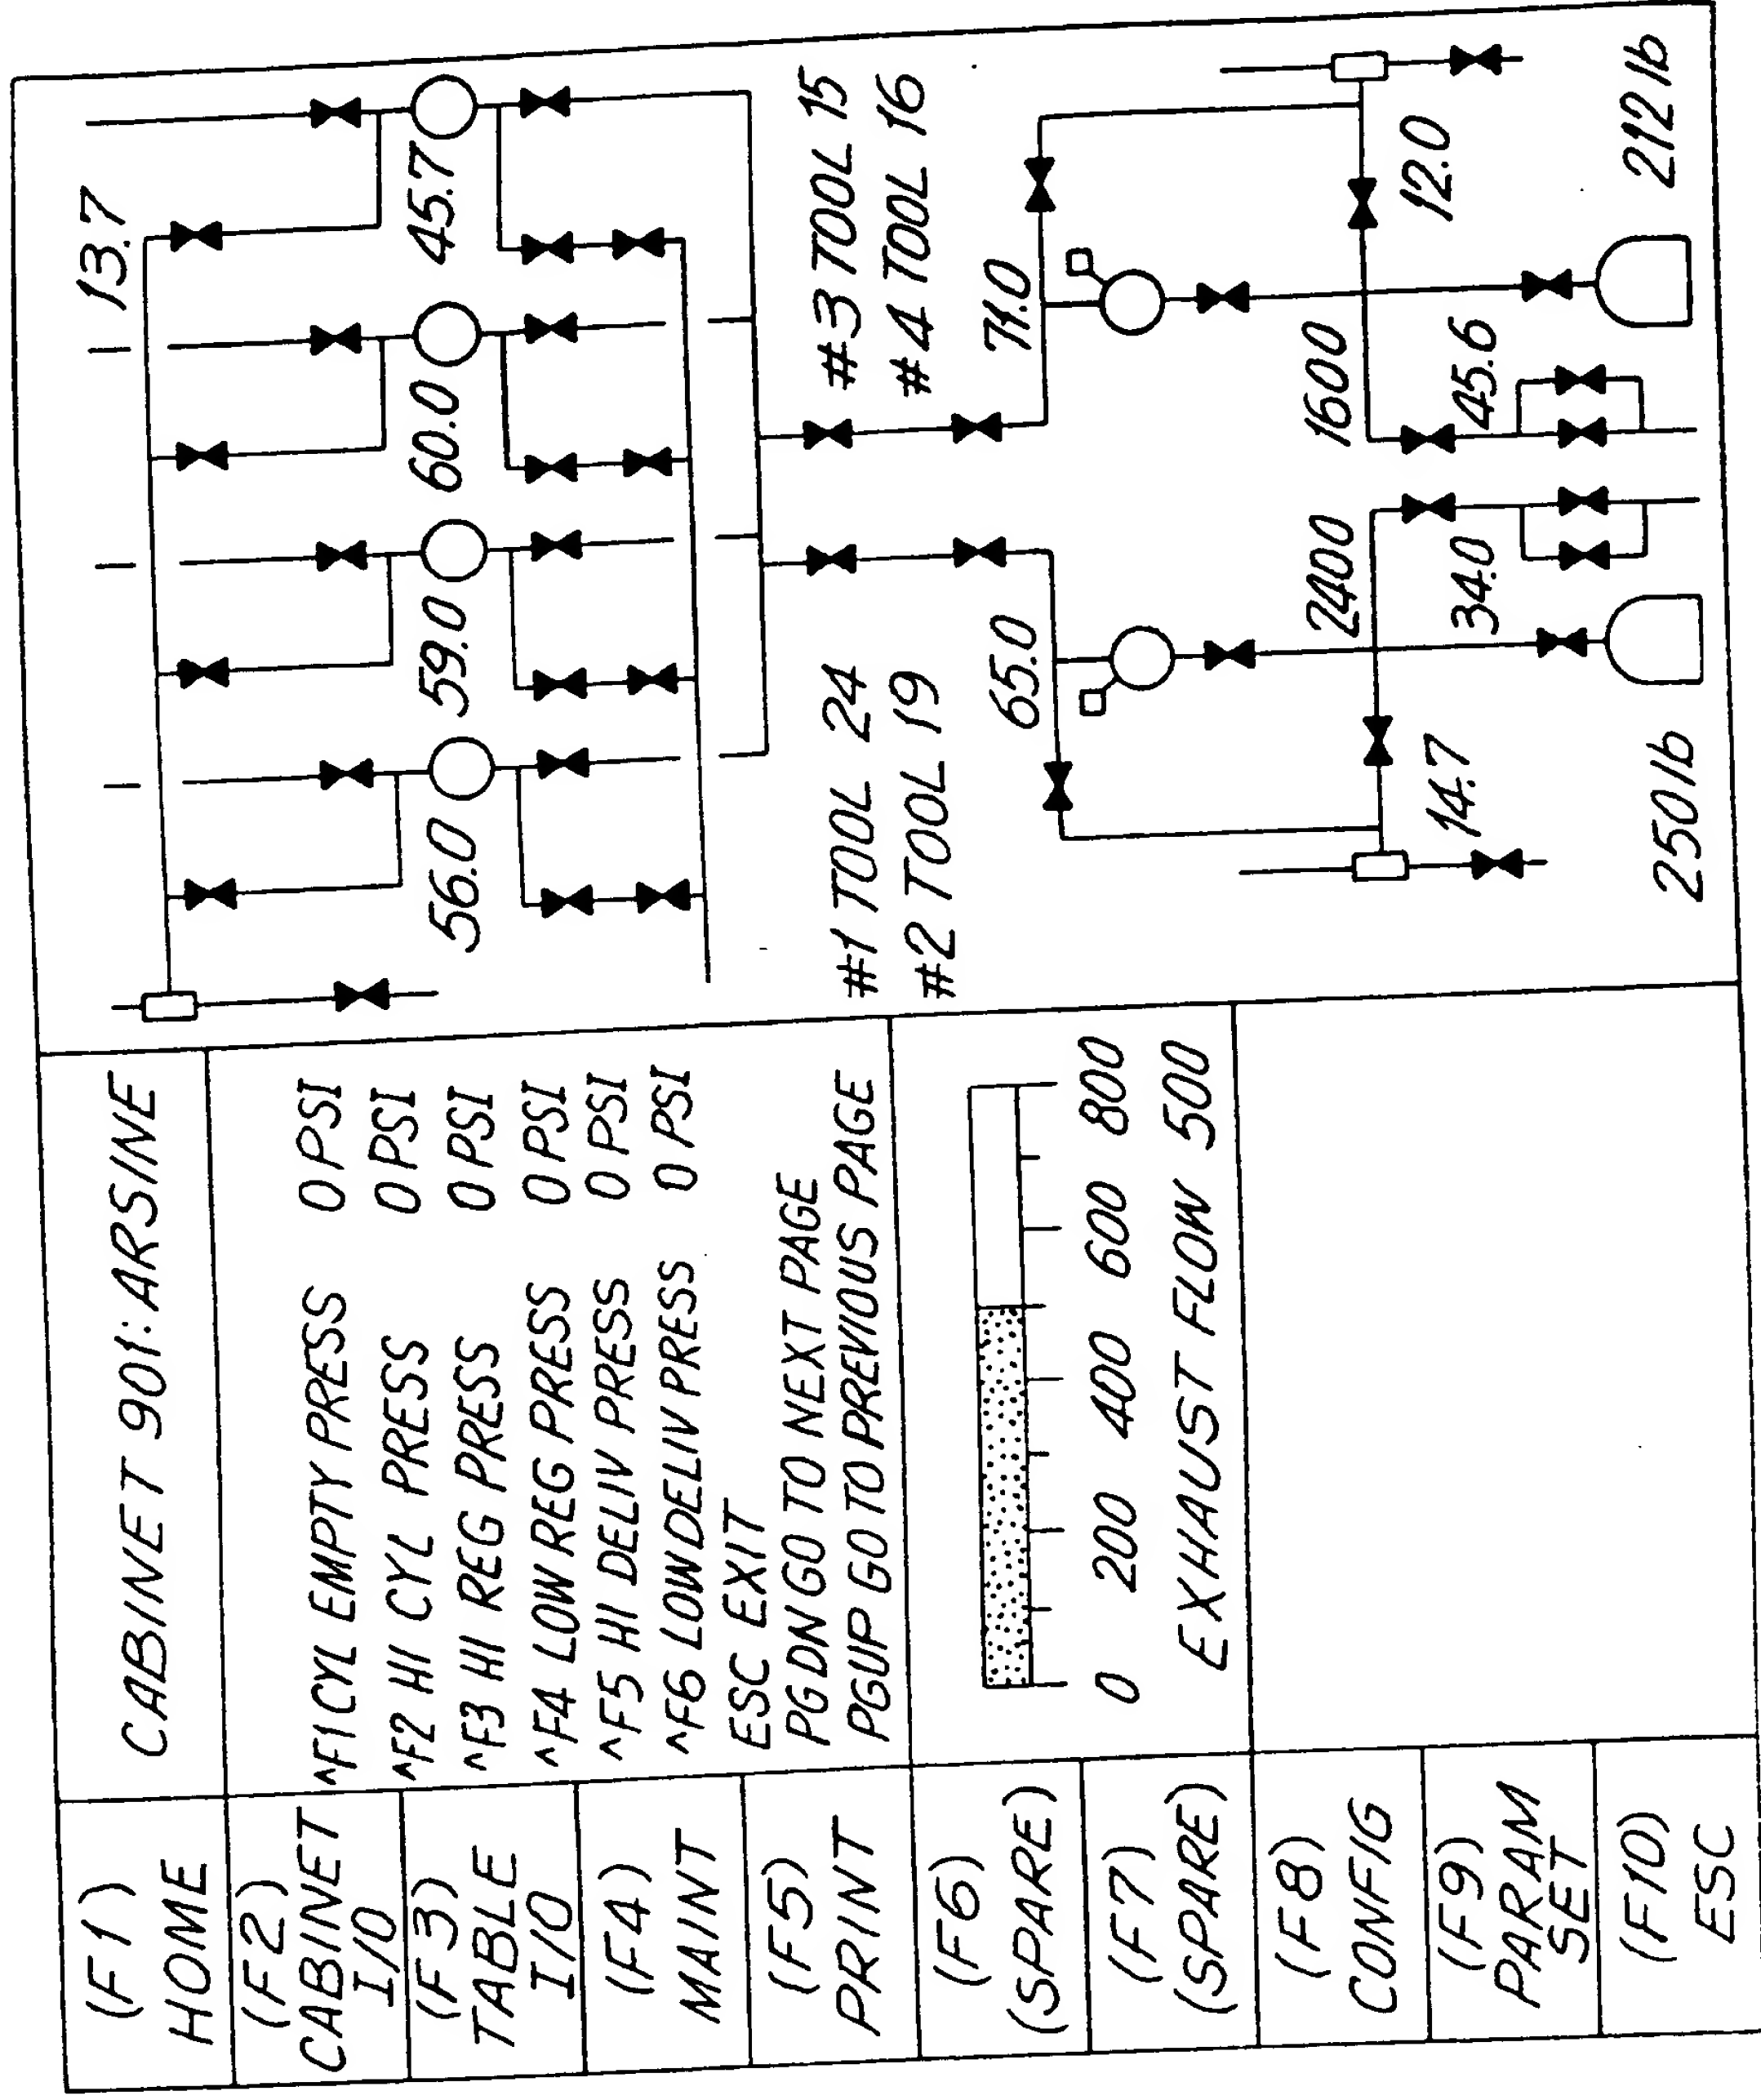 (F1)
HOME
(F2)
CABINET
I/O
(F3)
TABLE
I/O
(F4)
MAINT
(F5)
PRINT
(F6)
(SPARE)
(F7)
(SPARE)
(F8)
CONFIG
(F9)
PARAM
SET
(F10)
ESC
CABINET 901: ARSINE
^F1 CYL EMPTY PRESS 0 PSI
^F2 HI CYL PRESS 0 PSI
^F3 HI REG PRESS 0 PSI
^F4 LOW REG PRESS 0 PSI
^F5 HI DELIV PRESS 0 PSI
^F6 LOW DELIV PRESS 0 PSI
ESC EXIT
PG DN GO TO NEXT PAGE
PGUP GO TO PREVIOUS PAGE
0 200 400 600 800
EXHAUST FLOW 500
13.7
56.0 59.0 60.0 45.7
#1 TOOL 24 #3 TOOL 15
#2 TOOL 19 #4 TOOL 16
65.0 71.0
2400 1600
14.7 34.0 45.6 12.0
250 lb 212 lb